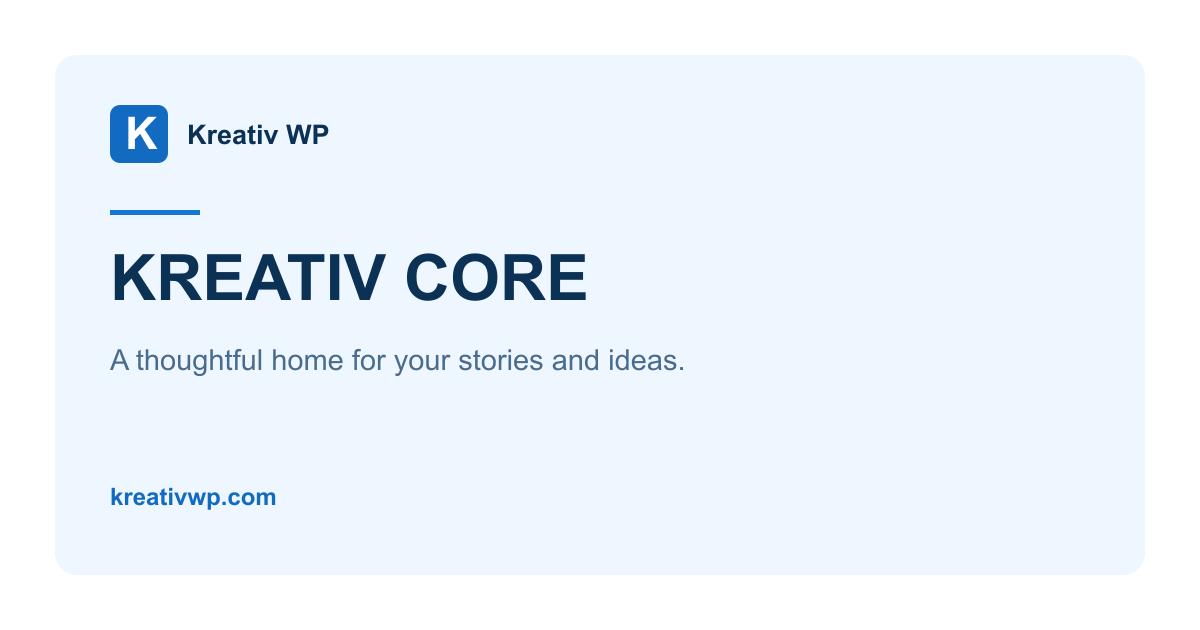 K
Kreativ WP
KREATIV CORE
A thoughtful home for your stories and ideas.
kreativwp.com